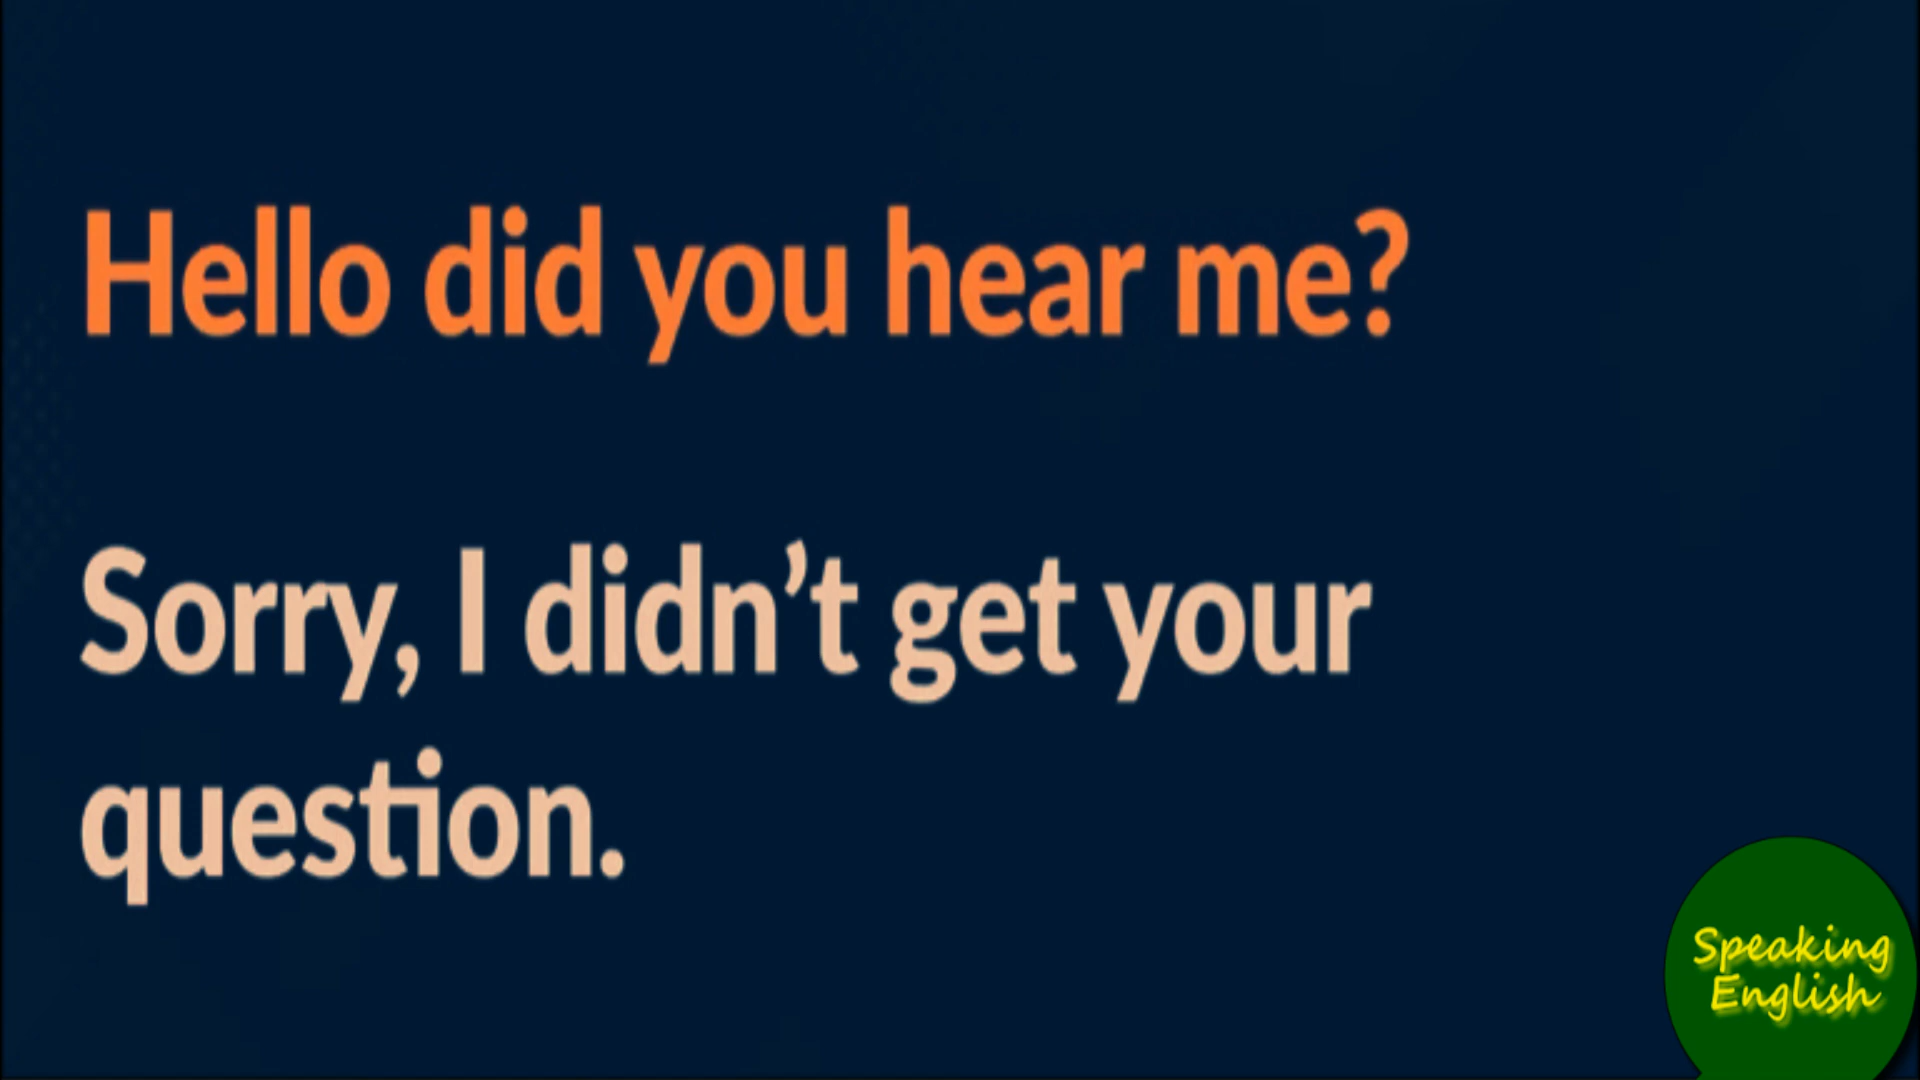 Hello did you hear me?
Sorry, I didn’t get your
question.
Speaking
English